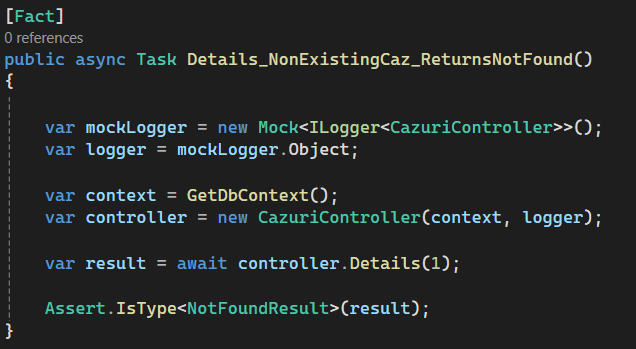 [Fact]
0 references
public async Task Details_NonExistingCaz_ReturnsNotFound()
{
var mockLogger = new Mock<ILogger<CazuriController>>();
var logger = mockLogger.Object;
var context = GetDbContext();
var controller = new CazuriController(context, logger);
var result = await controller.Details(1);
Assert.IsType<NotFoundResult>(result);
}